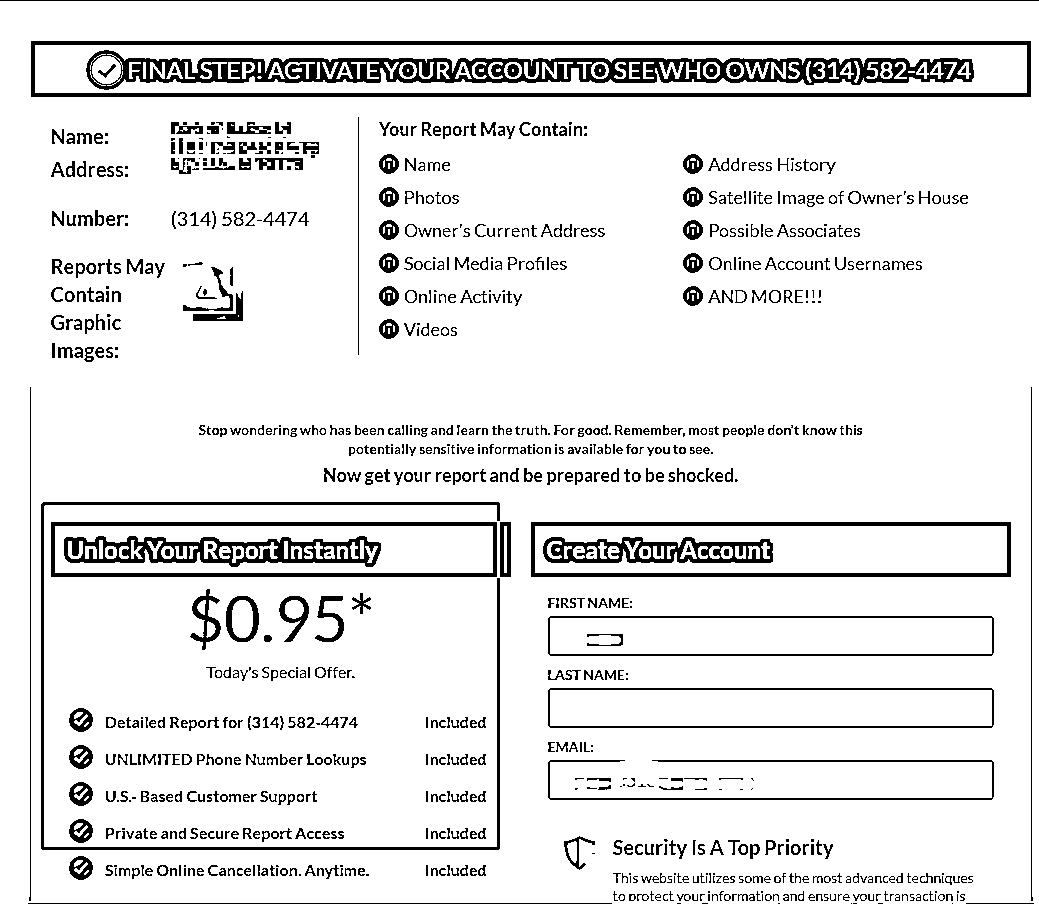 FINAL STEP! ACTIVATE YOUR ACCOUNT TO SEE WHO OWNS (314) 582-4474
Name:
Address:
Number: (314) 582-4474
Reports May
Contain
Graphic
Images:
Your Report May Contain:
Name
Photos
Owner's Current Address
Social Media Profiles
Online Activity
Videos
Address History
Satellite Image of Owner's House
Possible Associates
Online Account Usernames
AND MORE!!!
Stop wondering who has been calling and learn the truth. For good. Remember, most people don't know this
potentially sensitive information is available for you to see.
Now get your report and be prepared to be shocked.
Unlock Your Report Instantly
$0.95*
Today's Special Offer.
Detailed Report for (314) 582-4474 Included
UNLIMITED Phone Number Lookups Included
U.S.- Based Customer Support Included
Private and Secure Report Access Included
Simple Online Cancellation. Anytime. Included
Create Your Account
FIRST NAME:
LAST NAME:
EMAIL:
Security Is A Top Priority
This website utilizes some of the most advanced techniques
to protect your information and ensure your transaction is